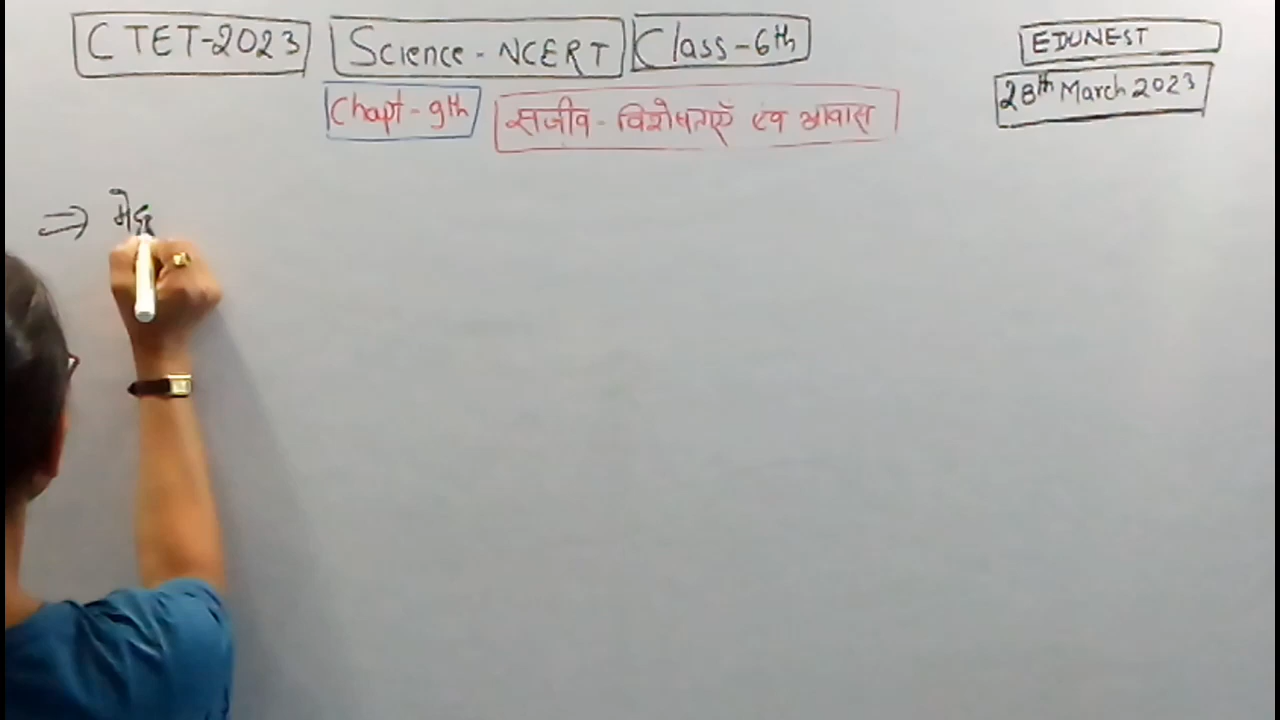 CTET-2023 Science - NCERT Class - 6th EDUNEST
Chapt - 9th सजीव - विशेषताएँ एवं आवास 28th March 2023
⇒